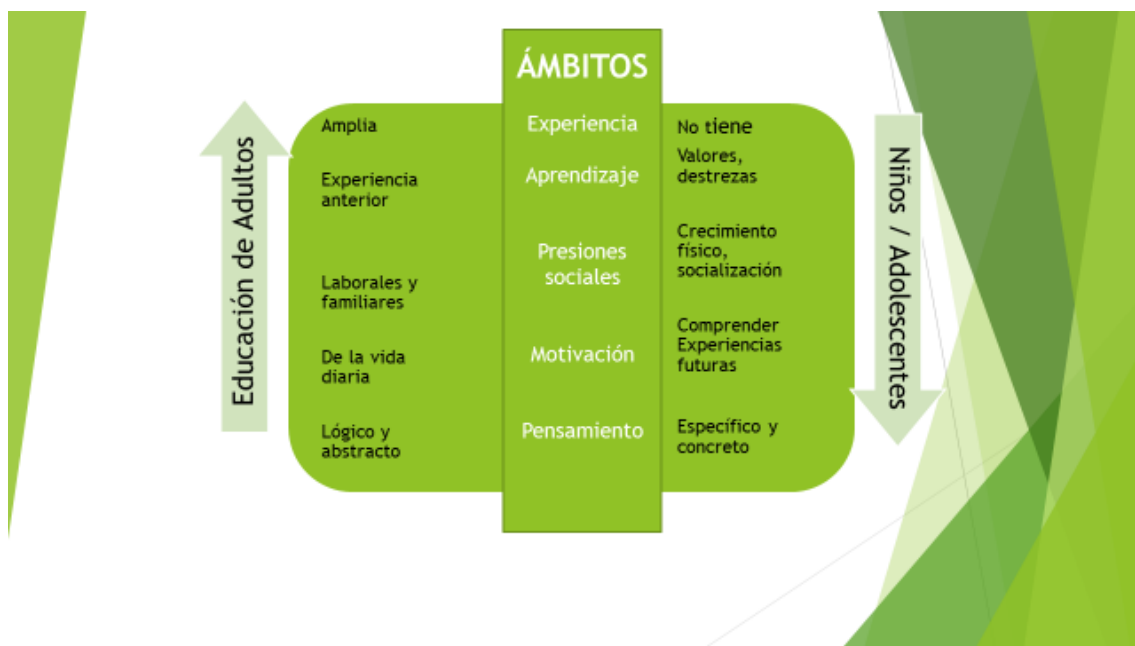 ÁMBITOS
Educación de Adultos
Amplia
Experiencia
anterior
Laborales y
familiares
De la vida
diaria
Lógico y
abstracto
Experiencia
Aprendizaje
Presiones
sociales
Motivación
Pensamiento
No tiene
Valores,
destrezas
Crecimiento
físico,
socialización
Comprender
Experiencias
futuras
Específico y
concreto
Niños / Adolescentes